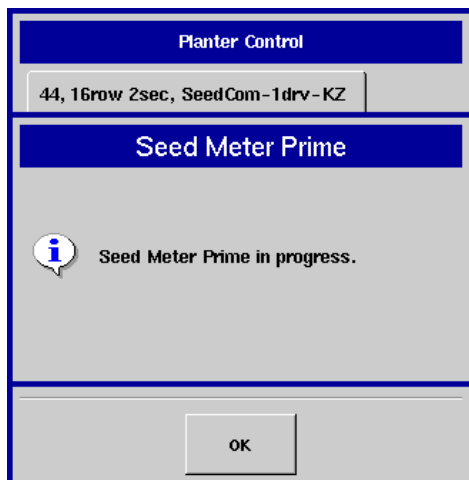 Planter Control
44, 16row 2sec, SeedCom-1drv-KZ
Seed Meter Prime
Seed Meter Prime in progress.
OK